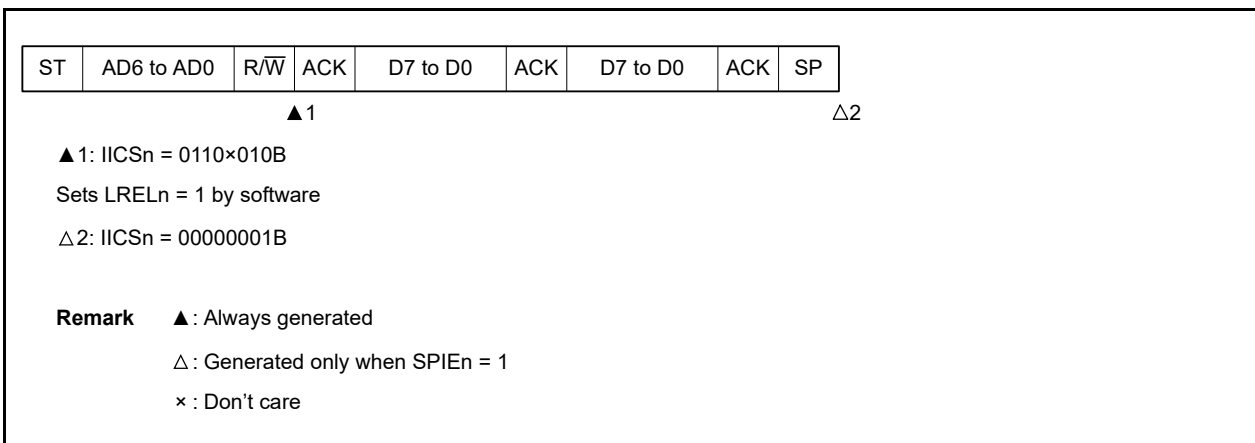 ST AD6 to AD0 R/W̅ ACK D7 to D0 ACK D7 to D0 ACK SP
▲1 △2
▲1: IICSn = 0110×010B
Sets LRELn = 1 by software
△2: IICSn = 00000001B
Remark ▲: Always generated
△: Generated only when SPIEn = 1
×: Don’t care